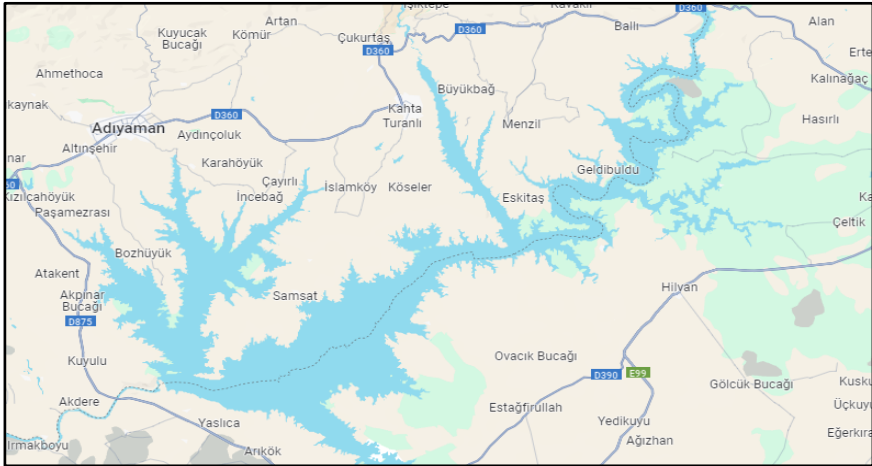 Işıktepe
Kavaklı
D360
Artan
Kuyucak
Bucağı
Kömür
Çukurtaş
D360
D360
Ballı
Alan
Erte
Ahmethoca
Kalınağaç
kaynak
Büyükbağ
D360
Kahta
Turanlı
Hasırlı
Adıyaman
Aydınçoluk
Menzil
Altınşehir
nar
Karahöyük
Geldibuldu
Çayırlı
İslamköy
Köseler
Kızılcahöyük
İncebağ
Eskitaş
Ka
Paşamezrası
Çeltik
Bozhüyük
Atakent
Hilvan
Akpınar
Bucağı
Samsat
D875
Kuyulu
Ovacık Bucağı
D390
E99
Gölcük Bucağı
Kusku
Akdere
Estağfirullah
Üçkuyu
Yaslıca
Yedikuyu
Irmakboyu
Arıkök
Ağızhan
Eğerkıra